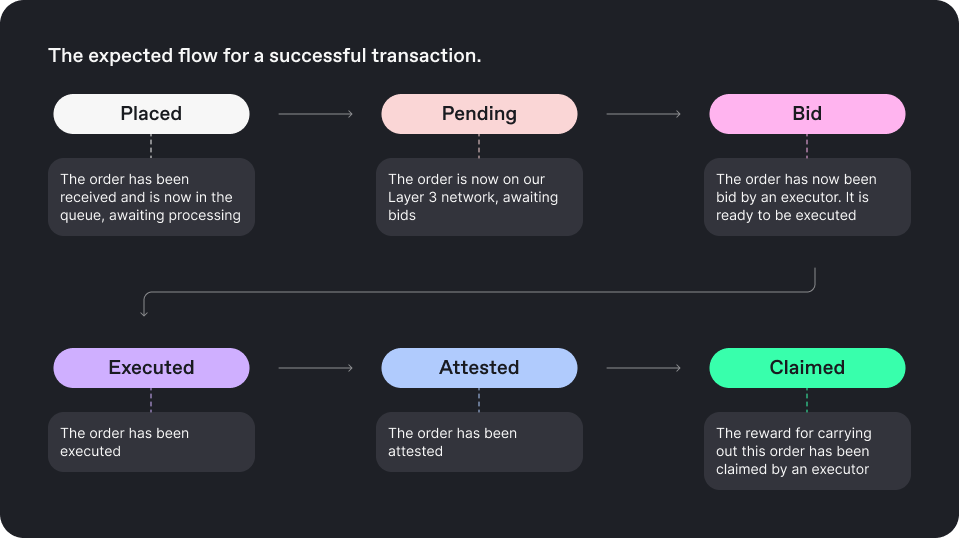 The expected flow for a successful transaction.
Placed
Pending
Bid
The order has been
received and is now in the
queue, awaiting processing
The order is now on our
Layer 3 network, awaiting
bids
The order has now been
bid by an executor. It is
ready to be executed
Executed
Attested
Claimed
The order has been
executed
The order has been
attested
The reward for carrying
out this order has been
claimed by an executor